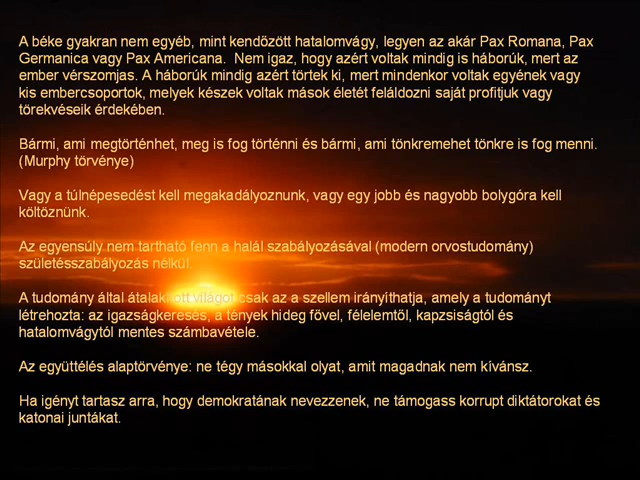 A béke gyakran nem egyéb, mint kendőzött hatalomvágy, legyen az akár Pax Romana, Pax
Germanica vagy Pax Americana.  Nem igaz, hogy azért voltak mindig is háborúk, mert az
ember vérszomjas. A háborúk mindig azért törtek ki, mert mindenkor voltak egyének vagy
kis embercsoportok, melyek készek voltak mások életét feláldozni saját profitjuk vagy
törekvéseik érdekében.
Bármi, ami megtörténhet, meg is fog történni és bármi, ami tönkremehet tönkre is fog menni.
(Murphy törvénye)
Vagy a túlnépesedést kell megakadályoznunk, vagy egy jobb és nagyobb bolygóra kell
költöznünk.
Az egyensúly nem tartható fenn a halál szabályozásával (modern orvostudomány)
születésszabályozás nélkül.
A tudomány által átalakított világot csak az a szellem irányíthatja, amely a tudományt
létrehozta: az igazságkeresés, a tények hideg fővel, félelemtől, kapzsiságtól és
hatalomvágytól mentes számbavétele.
Az együttélés alaptörvénye: ne tégy másokkal olyat, amit magadnak nem kívánsz.
Ha igényt tartasz arra, hogy demokratának nevezzenek, ne támogass korrupt diktátorokat és
katonai juntákat.